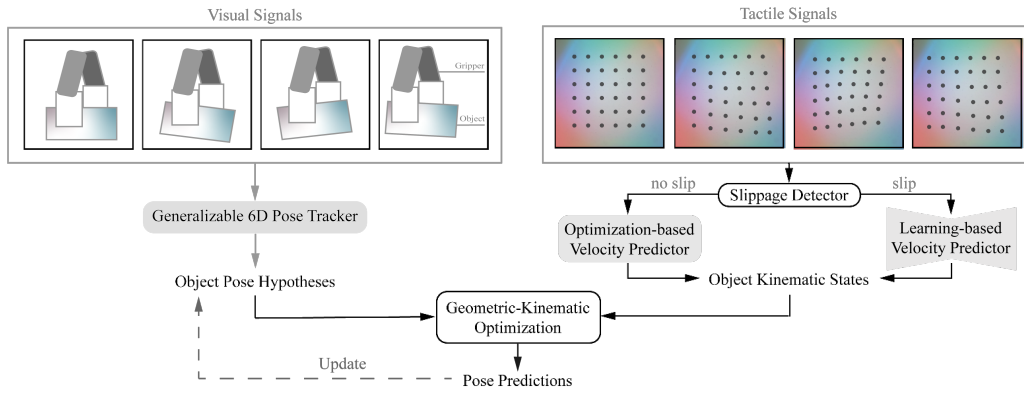 Visual Signals
Tactile Signals
Gripper
Object
no slip
slip
Slippage Detector
Generalizable 6D Pose Tracker
Optimization-based
Velocity Predictor
Learning-based
Velocity Predictor
Object Pose Hypotheses
Object Kinematic States
Geometric-Kinematic
Optimization
Update
Pose Predictions